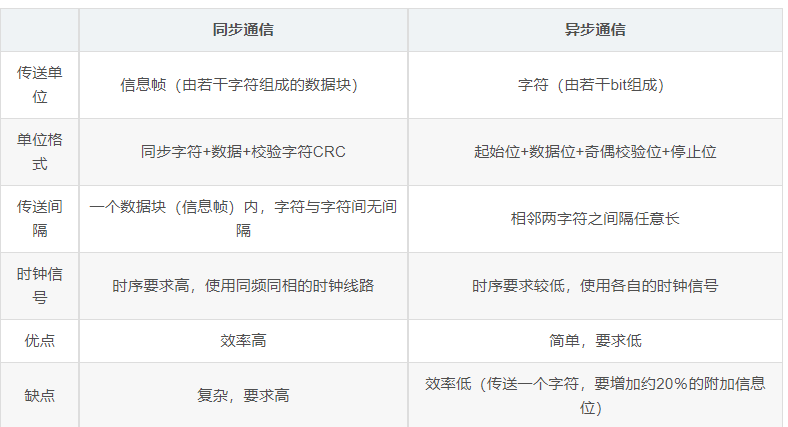 同步通信
异步通信
传送单
位
信息帧（由若干字符组成的数据块）
字符（由若干bit组成）
单位格
式
同步字符+数据+校验字符CRC
起始位+数据位+奇偶校验位+停止位
传送间
隔
一个数据块（信息帧）内，字符与字符间无间
隔
相邻两字符之间隔任意长
时钟信
号
时序要求高，使用同频同相的时钟线路
时序要求较低，使用各自的时钟信号
优点
效率高
简单，要求低
缺点
复杂，要求高
效率低（传送一个字符，要增加约20%的附加信息
位）